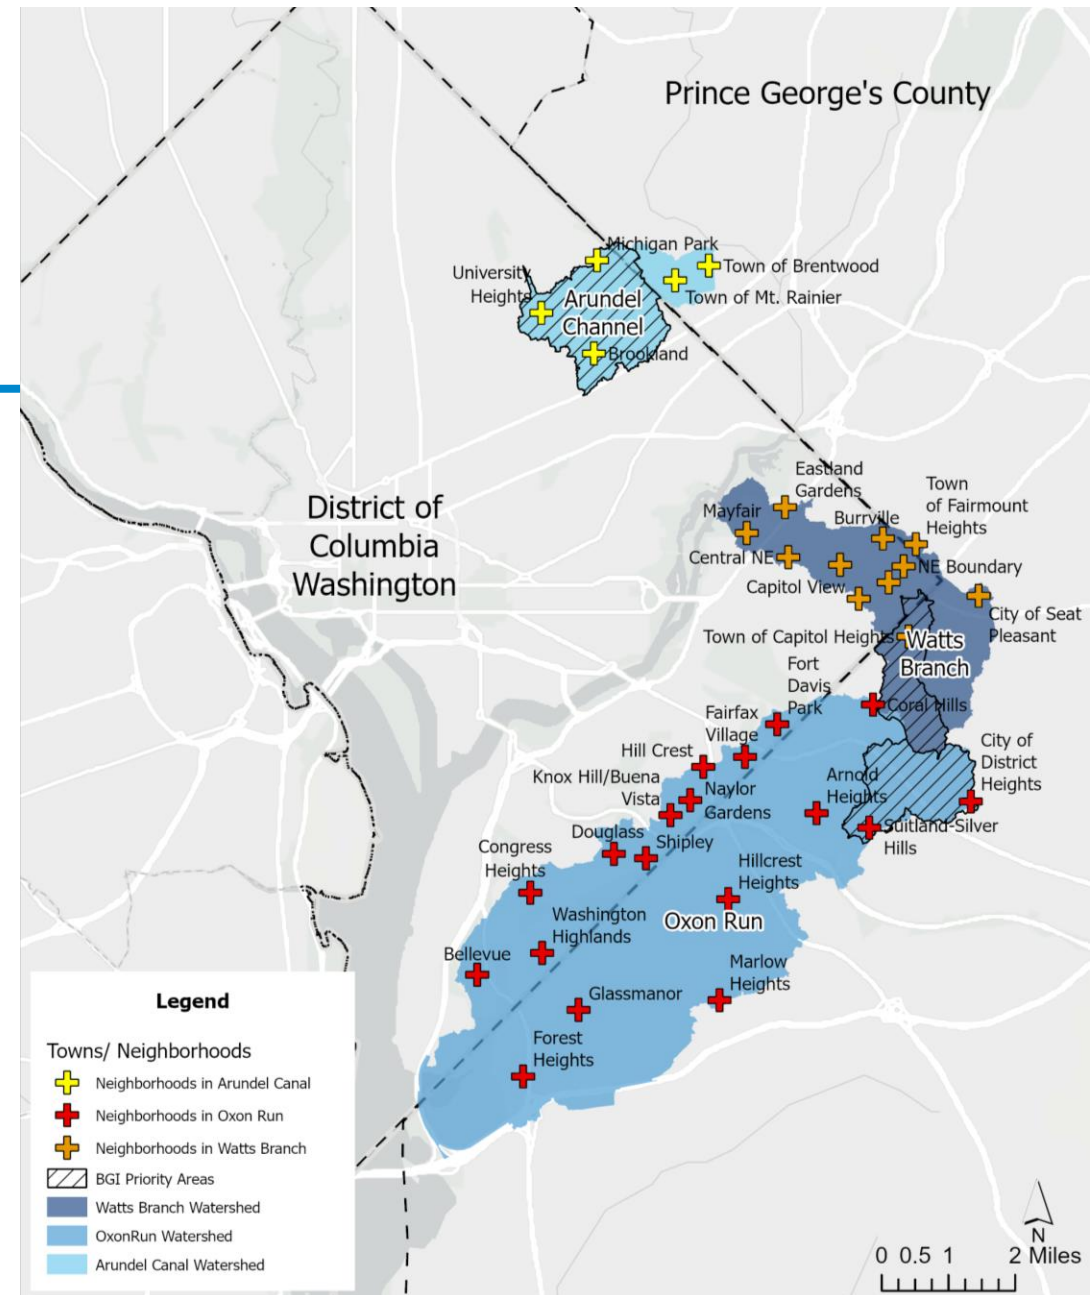 Prince George's County
Michigan Park
University
Heights
Town of Brentwood
Town of Mt. Rainier
Arundel
Channel
Brookland
District of
Columbia
Washington
Eastland
Gardens
Town
of Fairmount
Heights
Mayfair
Burrville
Central NE
NE Boundary
Capitol View
City of Seat
Pleasant
Town of Capitol Heights
Watts
Branch
Fort
Davis
Park
Coral Hills
Fairfax
Village
City of
District
Heights
Hill Crest
Knox Hill/Buena
Vista
Naylor
Gardens
Arnold
Heights
Suitland-Silver
Hills
Douglass
Shipley
Congress
Heights
Hillcrest
Heights
Oxon Run
Washington
Highlands
Bellevue
Marlow
Heights
Glassmanor
Forest
Heights
Legend
Towns/ Neighborhoods
Neighborhoods in Arundel Canal
Neighborhoods in Oxon Run
Neighborhoods in Watts Branch
BGI Priority Areas
Watts Branch Watershed
OxonRun Watershed
Arundel Canal Watershed
N
0 0.5 1 2 Miles